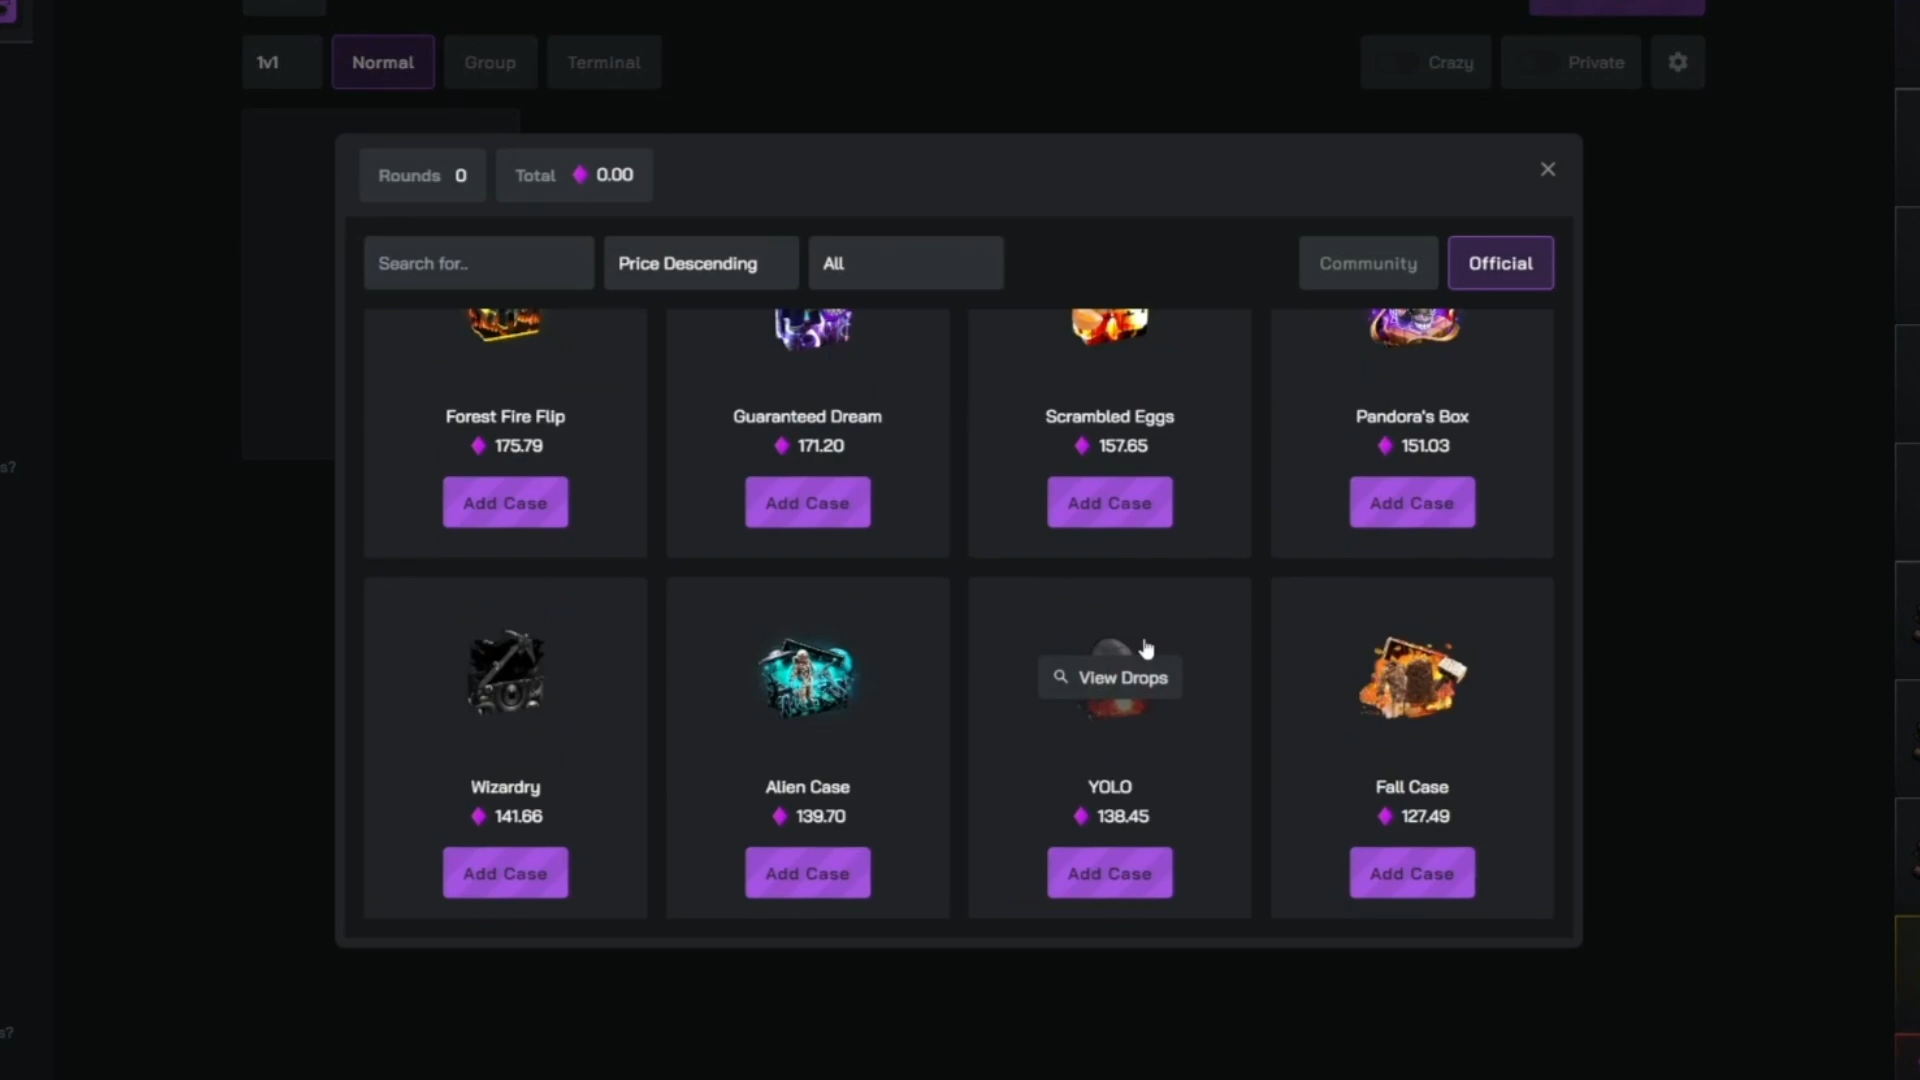 1v1
Normal
Group
Terminal
Crazy
Private
Rounds 0
Total 0.00
Search for..
Price Descending
All
Community
Official
Forest Fire Flip
175.79
Add Case
Guaranteed Dream
171.20
Add Case
Scrambled Eggs
157.65
Add Case
Pandora's Box
151.03
Add Case
Wizardry
141.66
Add Case
Alien Case
139.70
Add Case
View Drops
YOLO
138.45
Add Case
Fall Case
127.49
Add Case
s?
s?